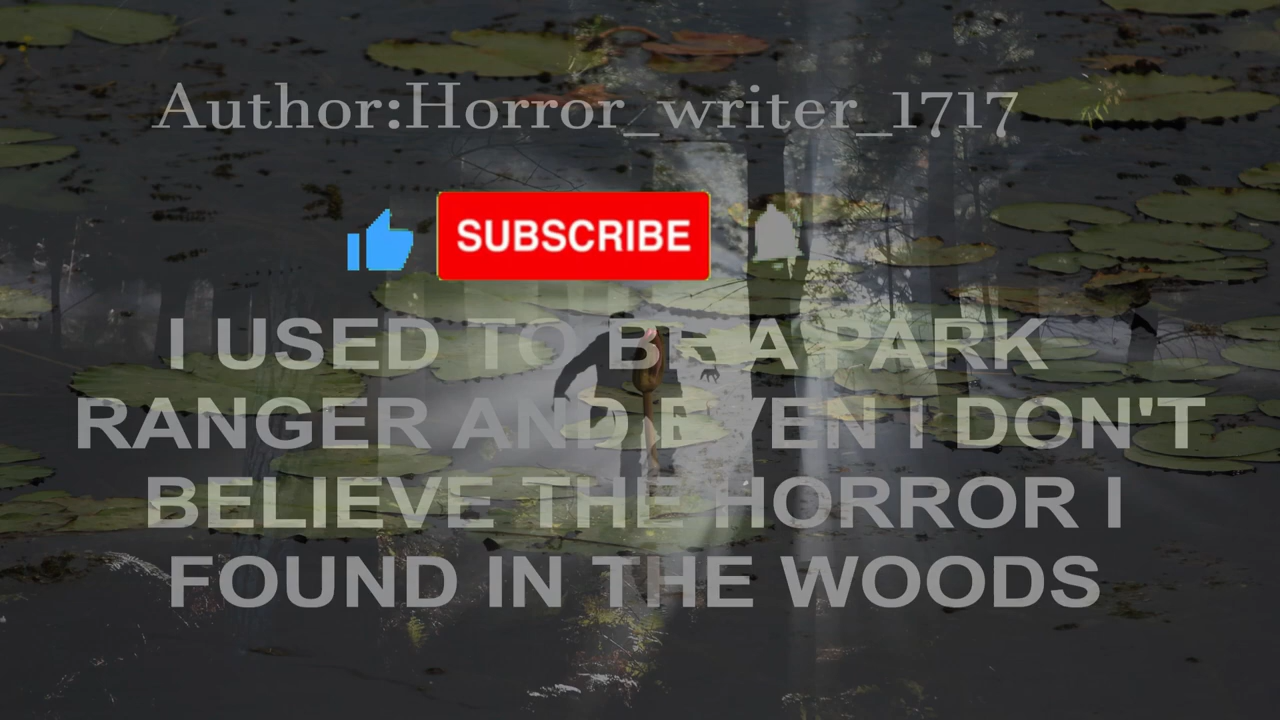 Author:Horror_writer_1717
SUBSCRIBE
I USED TO BE A PARK
RANGER AND EVEN I DON'T
BELIEVE THE HORROR I
FOUND IN THE WOODS